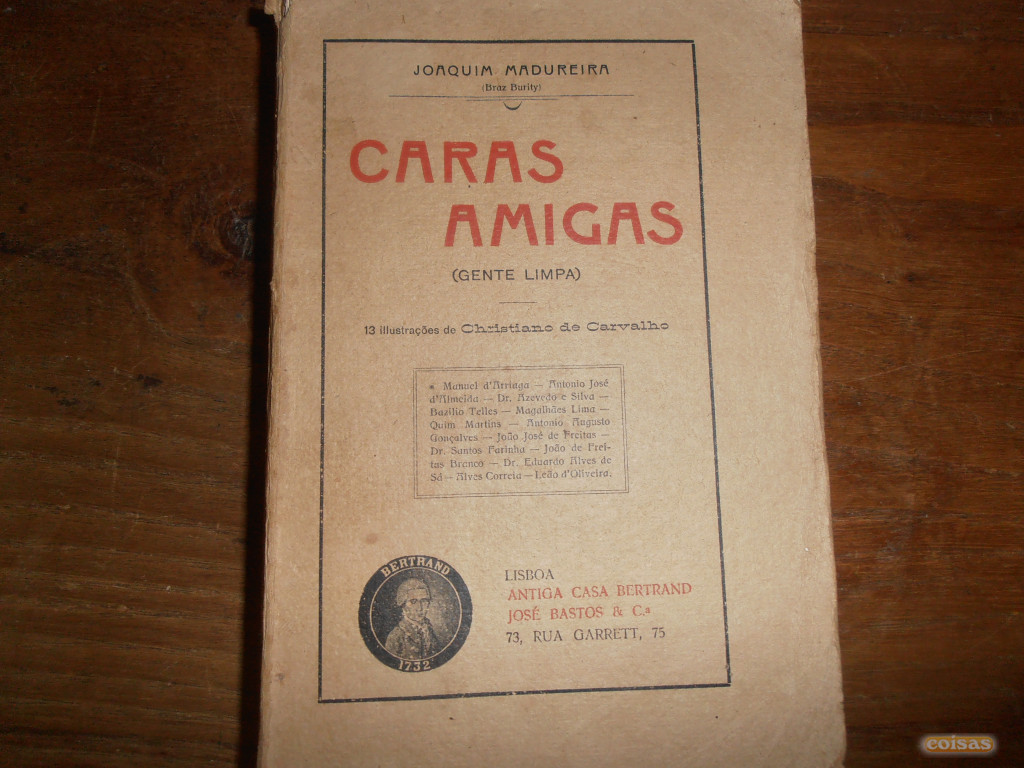 JOAQUIM MADUREIRA
(Braz Burity)
CARAS
AMIGAS
(GENTE LIMPA)
13 illustrações de Christiano de Carvalho
Manuel d'Arriaga — Antonio José
d'Almeida — Dr. Azevedo e Silva —
Bazilio Telles — Magalhães Lima —
Quim Martins — Antonio Augusto
Gonçalves — João José de Freitas —
Dr. Santos Farinha — João de Frei-
tas Branco — Dr. Eduardo Alves de
Sá — Alves Correia — Leão d'Oliveira.
BERTRAND
1732
LISBOA
ANTIGA CASA BERTRAND
JOSÉ BASTOS & C.ª
73, RUA GARRETT, 75
coisas